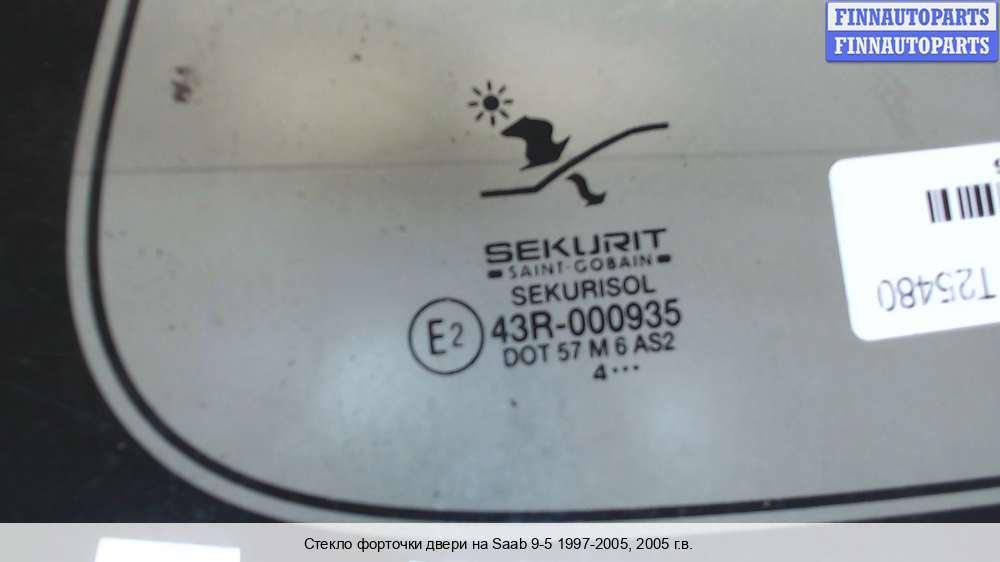 FINNAUTOPARTS
FINNAUTOPARTS
SEKURIT
SAINT-GOBAIN
SEKURISOL
E2 43R-000935
DOT 57 M 6 AS2
4...
T25480
Стекло форточки двери на Saab 9-5 1997-2005, 2005 г.в.